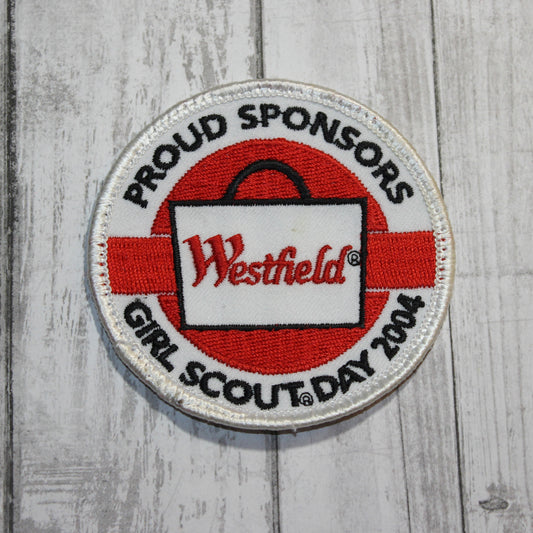 PROUD SPONSORS
Westfield®
GIRL SCOUT® DAY 2004